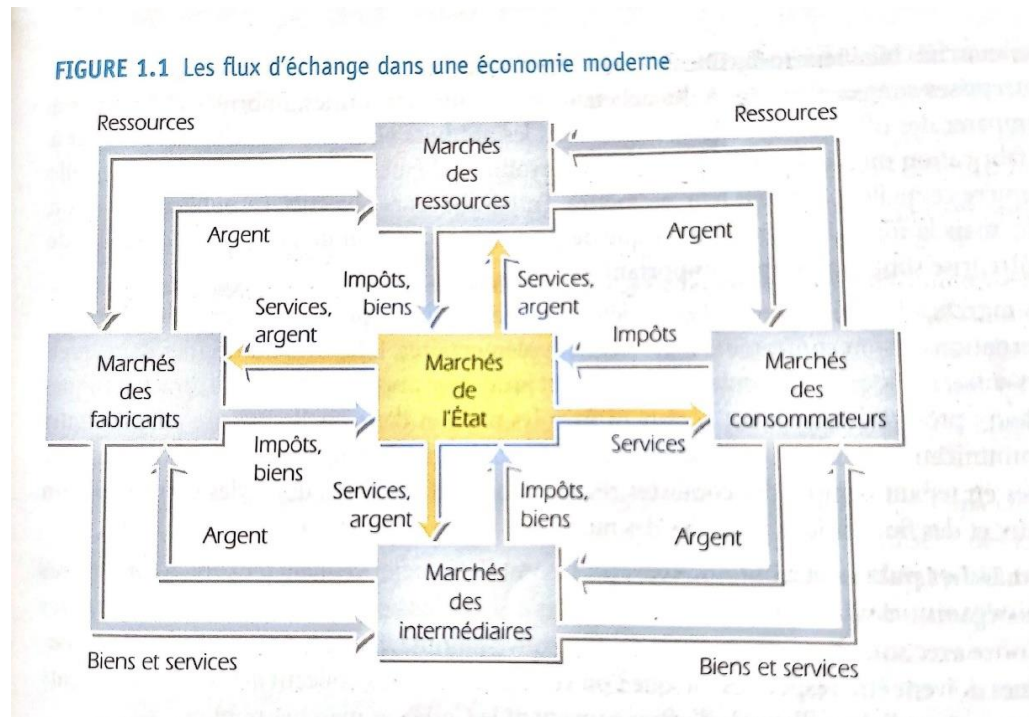 FIGURE 1.1 Les flux d'échange dans une économie moderne
Ressources
Ressources
Marchés
des
ressources
Argent
Argent
Impôts,
biens
Services,
argent
Services,
argent
Impôts
Marchés
des
fabricants
Marchés
de
l'État
Marchés
des
consommateurs
Impôts,
biens
Services
Services,
argent
Impôts,
biens
Argent
Argent
Marchés
des
intermédiaires
Biens et services
Biens et services